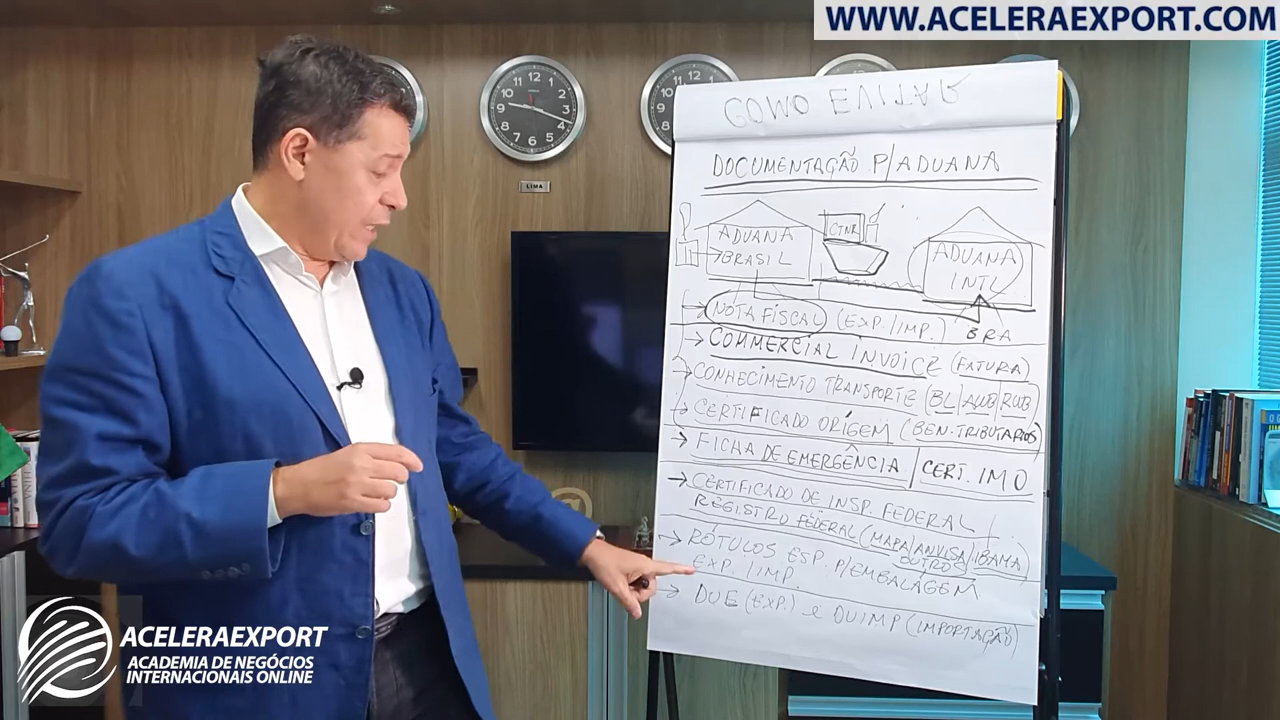 WWW.ACELERAEXPORT.COM
COMO EVITAR
DOCUMENTAÇÃO P/ADUANA
ADUANA BRASIL
CTNR
ADUANA INTL
NOTA FISCAL (EXP./IMP.) BRA
COMMERCIAL INVOICE (FATURA)
CONHECIMENTO TRANSPORTE (BL/AWB/RWB)
CERTIFICADO ORÍGEM (BEN. TRIBUTARIOS)
FICHA DE EMERGÊNCIA / CERT. IMO
CERTIFICADO DE INSP. FEDERAL
REGISTRO FEDERAL (MAPA/ANVISA/IBAMA
OUTROS
RÓTULOS ESP. P/EMBALAGEM
EXP. / IMP.
DUE (EXP.) e DUIMP (IMPORTAÇÃO)
LIMA
ACELERAEXPORT
ACADEMIA DE NEGÓCIOS
INTERNACIONAIS ONLINE